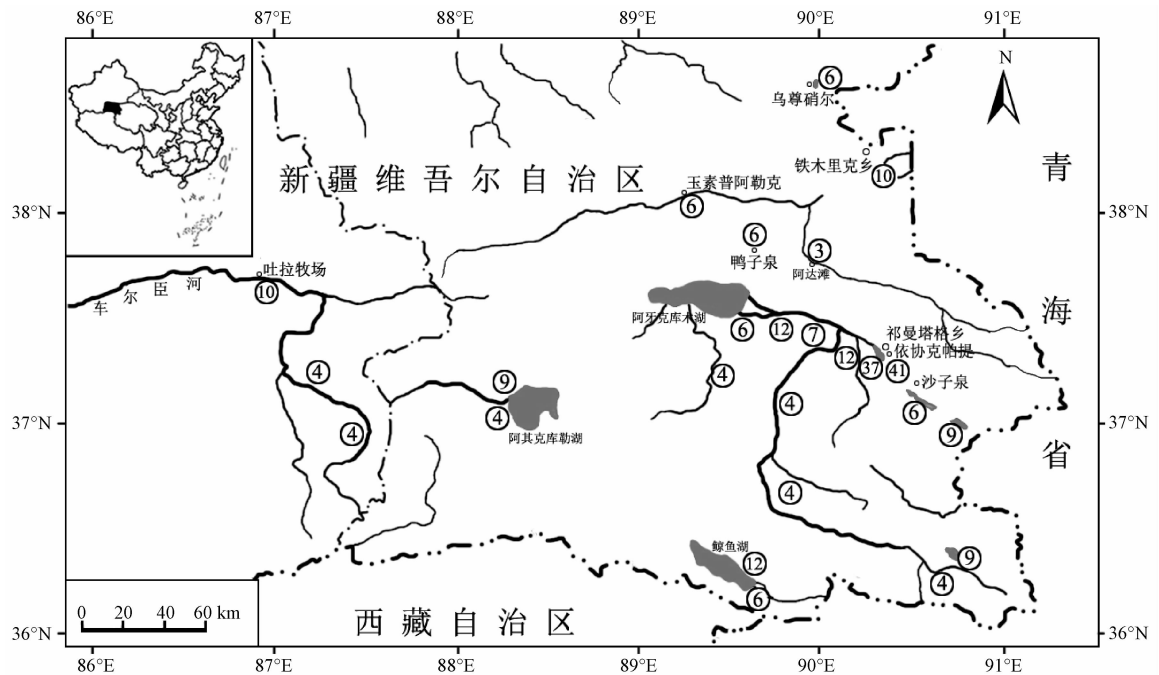 86°E 87°E 88°E 89°E 90°E 91°E
N
⑥
乌尊硝尔
铁木里克乡
⑩
青
海
省
新疆维吾尔自治区
玉素普阿勒克
⑥
38°N 38°N
⑥
鸭子泉
③
阿达滩
吐拉牧场
⑩
车尔臣河
阿牙克库木湖
⑥ ⑫ ⑦
祁曼塔格乡
依协克帕提
⑫ ㊲ ㊶
沙子泉
④
④
⑨
④
阿其克库勒湖
④
⑥
37°N 37°N
④
⑨
④
鲸鱼湖
⑫
⑥
⑨
④
0 20 40 60 km
西藏自治区
36°N 36°N
86°E 87°E 88°E 89°E 90°E 91°E